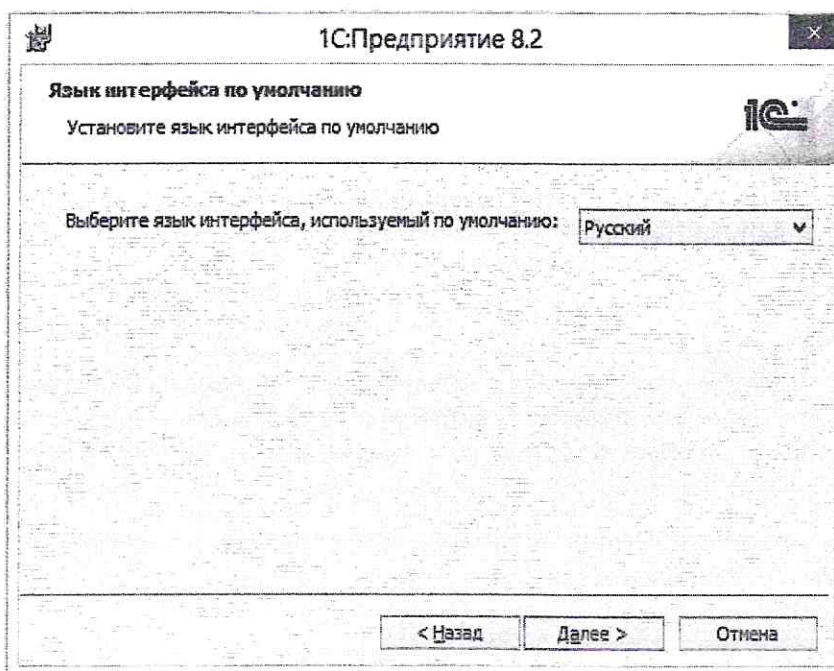 1С:Предприятие 8.2
Язык интерфейса по умолчанию
Установите язык интерфейса по умолчанию
1С
Выберите язык интерфейса, используемый по умолчанию: Русский
< Назад Далее > Отмена